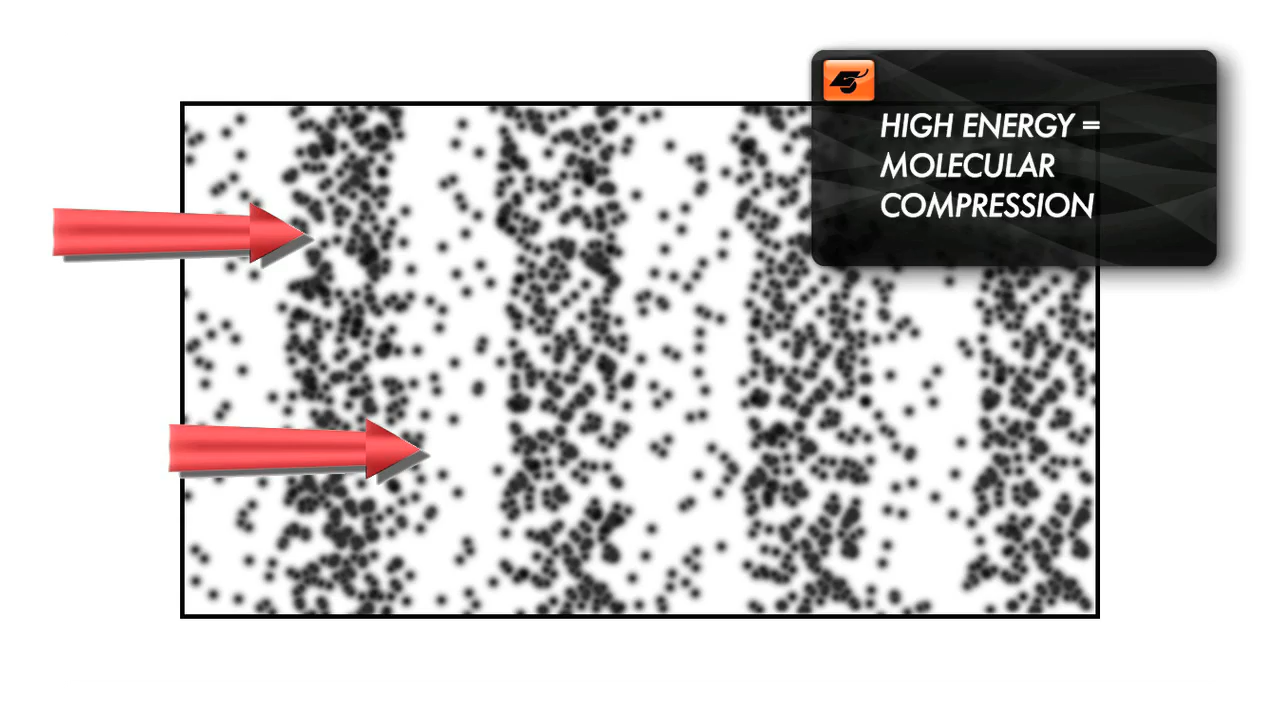 HIGH ENERGY =
MOLECULAR
COMPRESSION